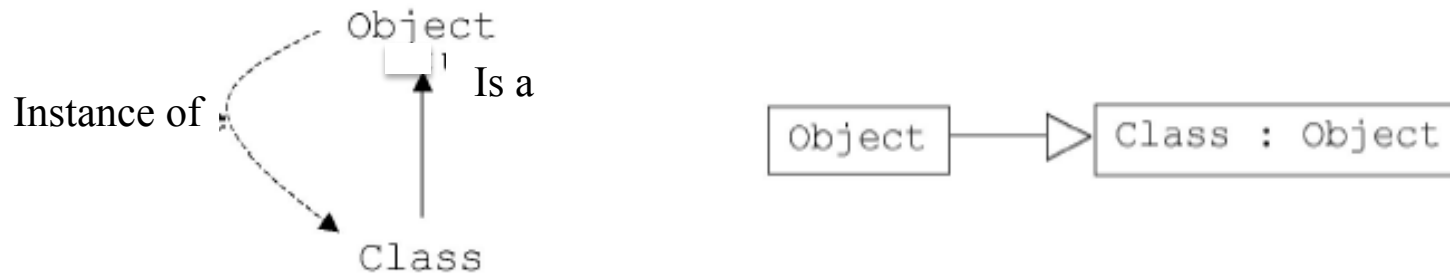 Object
Is a
Instance of
Class
Object
Class : Object